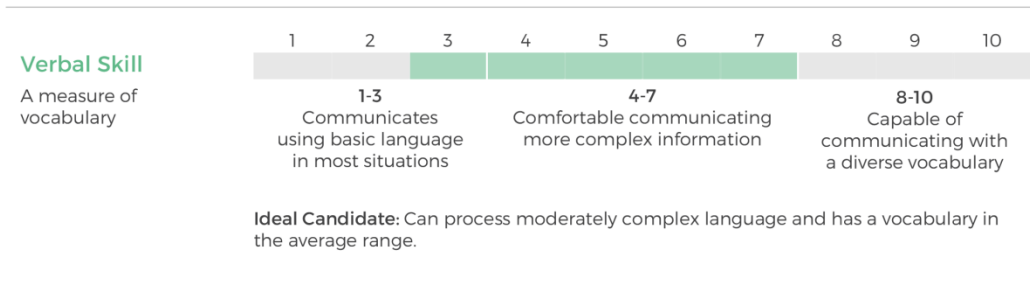 1 2 3 4 5 6 7 8 9 10
Verbal Skill
A measure of
vocabulary
1-3
Communicates
using basic language
in most situations
4-7
Comfortable communicating
more complex information
8-10
Capable of
communicating with
a diverse vocabulary
Ideal Candidate: Can process moderately complex language and has a vocabulary in
the average range.